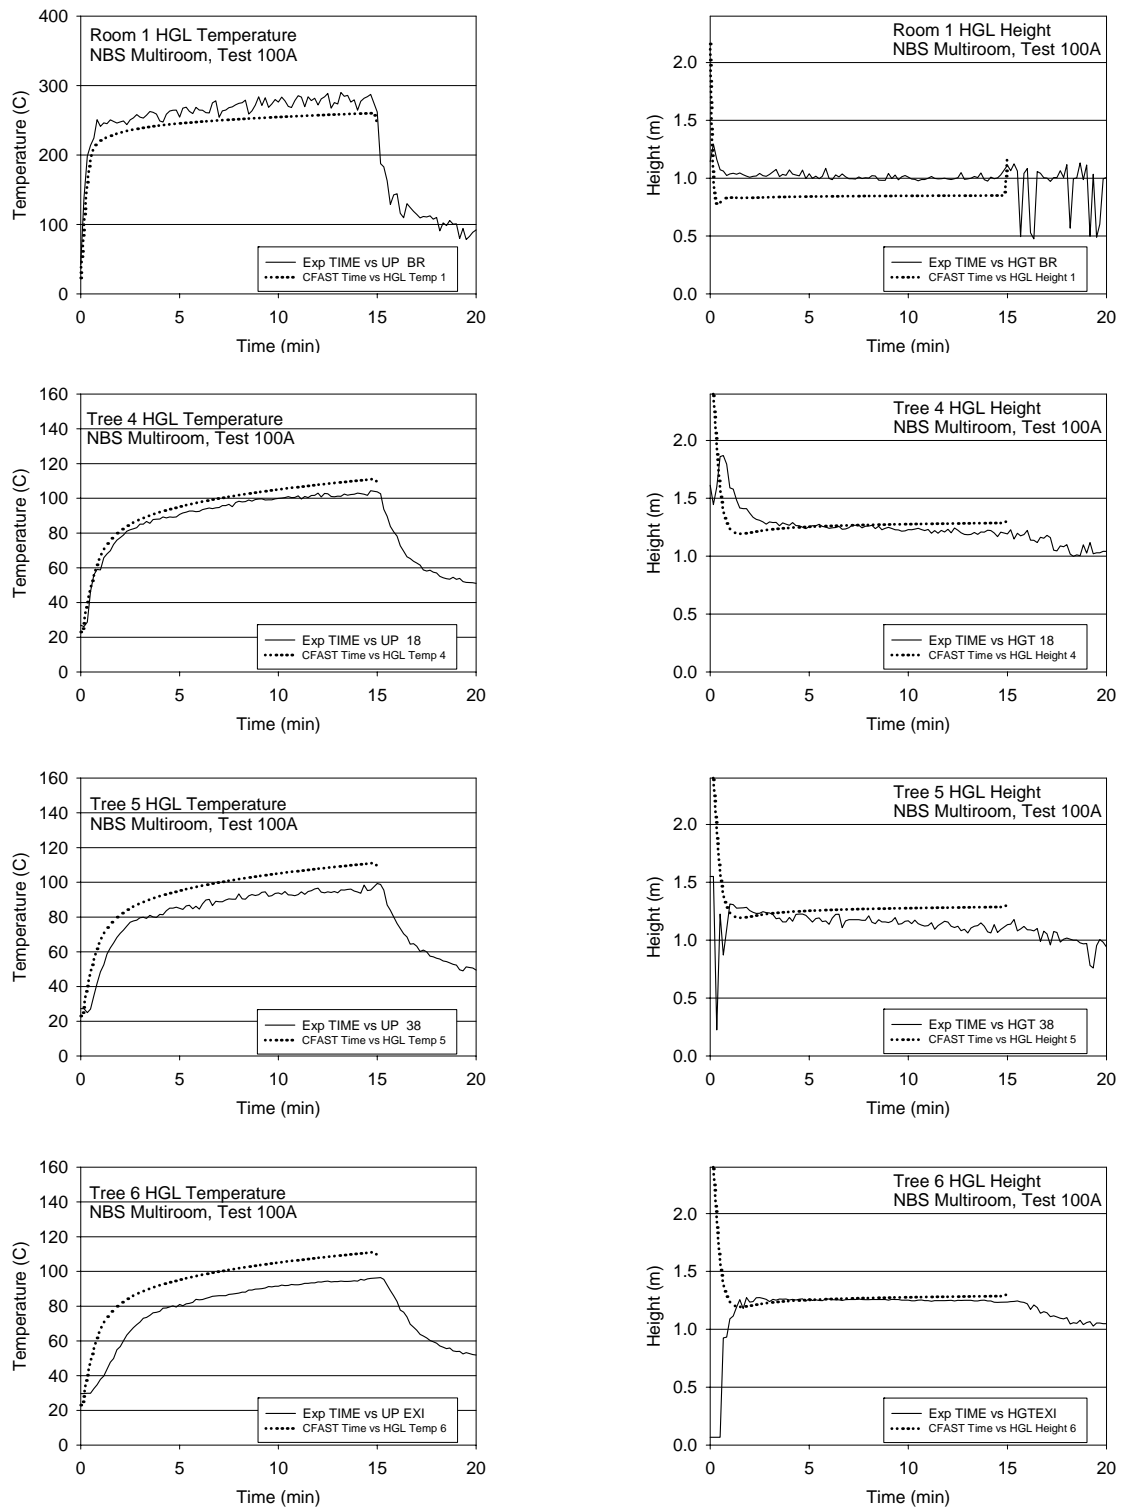 Room 1 HGL Temperature
NBS Multiroom, Test 100A
Temperature (C)
400
300
200
100
0
Exp TIME vs UP BR
CFAST Time vs HGL Temp 1
0 5 10 15 20
Time (min)
Room 1 HGL Height
NBS Multiroom, Test 100A
Height (m)
2.0
1.5
1.0
0.5
0.0
Exp TIME vs HGT BR
CFAST Time vs HGL Height 1
0 5 10 15 20
Time (min)
Tree 4 HGL Temperature
NBS Multiroom, Test 100A
Temperature (C)
160
140
120
100
80
60
40
20
0
Exp TIME vs UP 18
CFAST Time vs HGL Temp 4
0 5 10 15 20
Time (min)
Tree 4 HGL Height
NBS Multiroom, Test 100A
Height (m)
2.0
1.5
1.0
0.5
0.0
Exp TIME vs HGT 18
CFAST Time vs HGL Height 4
0 5 10 15 20
Time (min)
Tree 5 HGL Temperature
NBS Multiroom, Test 100A
Temperature (C)
160
140
120
100
80
60
40
20
0
Exp TIME vs UP 38
CFAST Time vs HGL Temp 5
0 5 10 15 20
Time (min)
Tree 5 HGL Height
NBS Multiroom, Test 100A
Height (m)
2.0
1.5
1.0
0.5
0.0
Exp TIME vs HGT 38
CFAST Time vs HGL Height 5
0 5 10 15 20
Time (min)
Tree 6 HGL Temperature
NBS Multiroom, Test 100A
Temperature (C)
160
140
120
100
80
60
40
20
0
Exp TIME vs UP EXI
CFAST Time vs HGL Temp 6
0 5 10 15 20
Time (min)
Tree 6 HGL Height
NBS Multiroom, Test 100A
Height (m)
2.0
1.5
1.0
0.5
0.0
Exp TIME vs HGTEXI
CFAST Time vs HGL Height 6
0 5 10 15 20
Time (min)